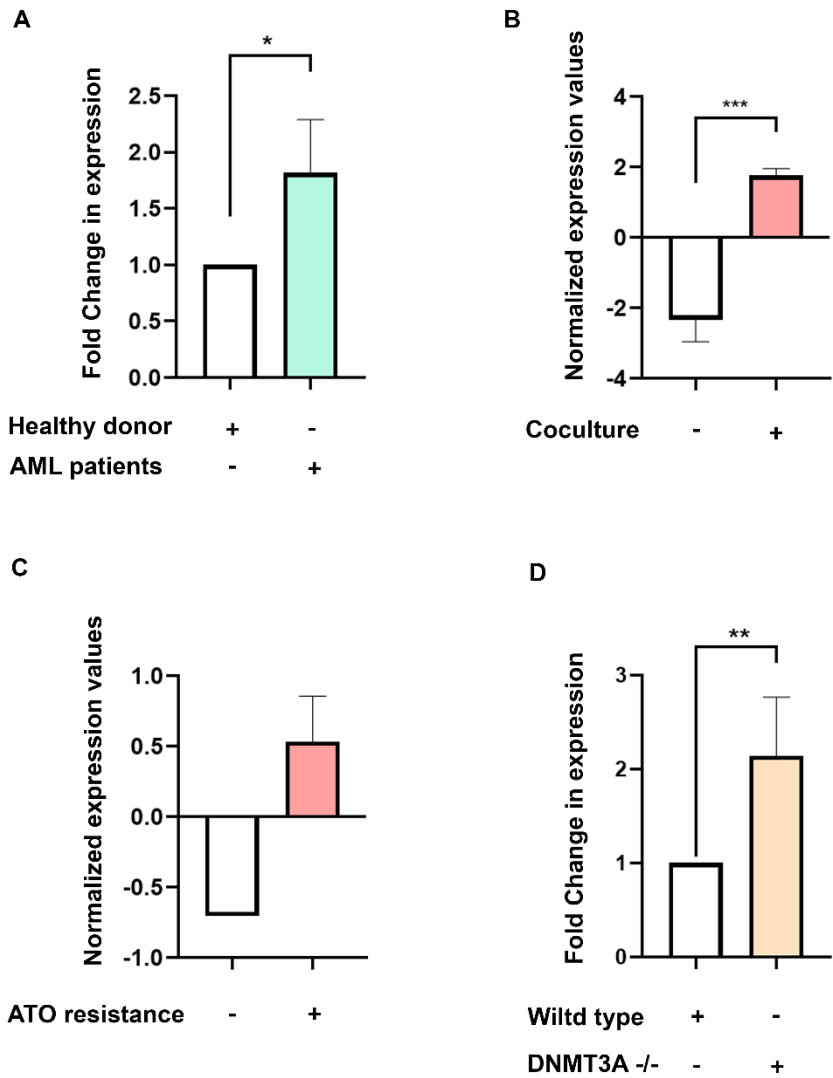 A
Fold Change in expression
2.5
2.0
1.5
1.0
0.5
0.0
*
Healthy donor + -
AML patients - +
B
Normalized expression values
4
2
0
-2
-4
***
Coculture - +
C
Normalized expression values
1.0
0.5
0.0
-0.5
-1.0
ATO resistance - +
D
Fold Change in expression
3
2
1
0
**
Wiltd type + -
DNMT3A -/- - +